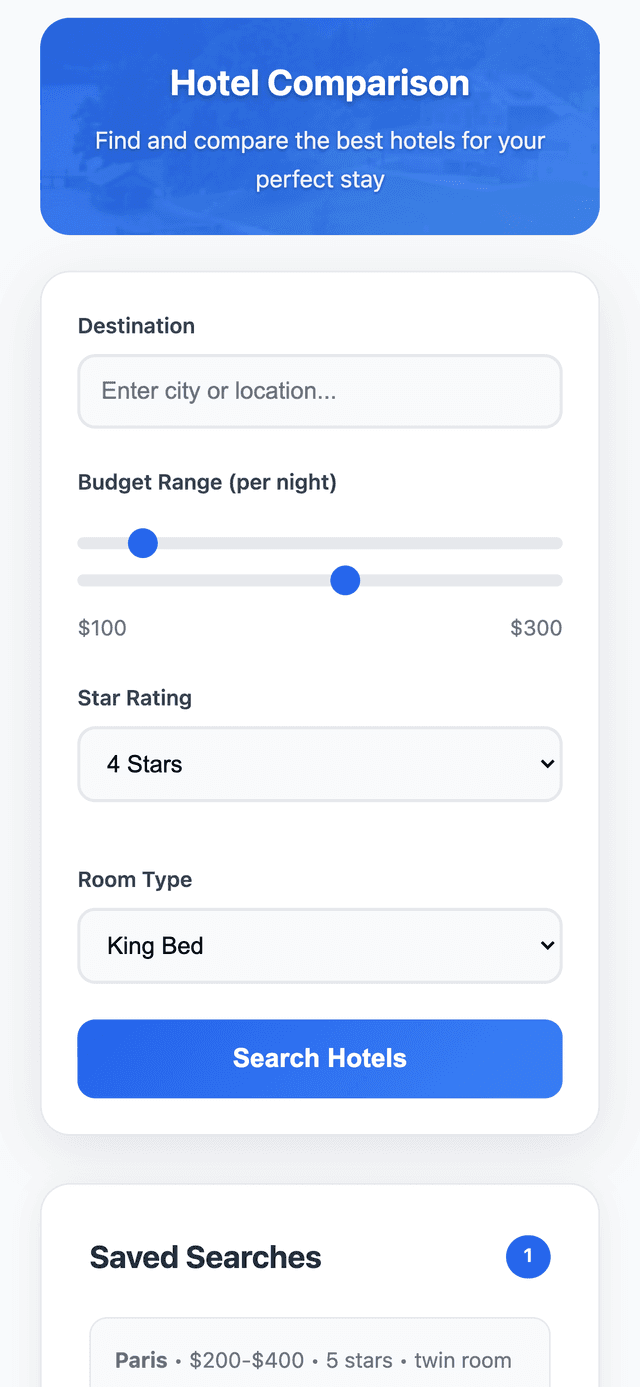 Hotel Comparison
Find and compare the best hotels for your
perfect stay
Destination
Enter city or location...
Budget Range (per night)
$100 $300
Star Rating
4 Stars
Room Type
King Bed
Search Hotels
Saved Searches 1
Paris • $200-$400 • 5 stars • twin room